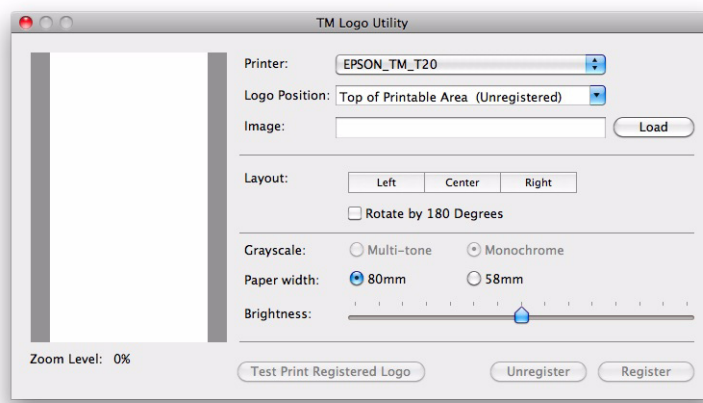 TM Logo Utility
Printer: EPSON_TM_T20
Logo Position: Top of Printable Area (Unregistered)
Image: Load
Layout: Left Center Right
Rotate by 180 Degrees
Grayscale: Multi-tone Monochrome
Paper width: 80mm 58mm
Brightness:
Zoom Level: 0%
Test Print Registered Logo Unregister Register